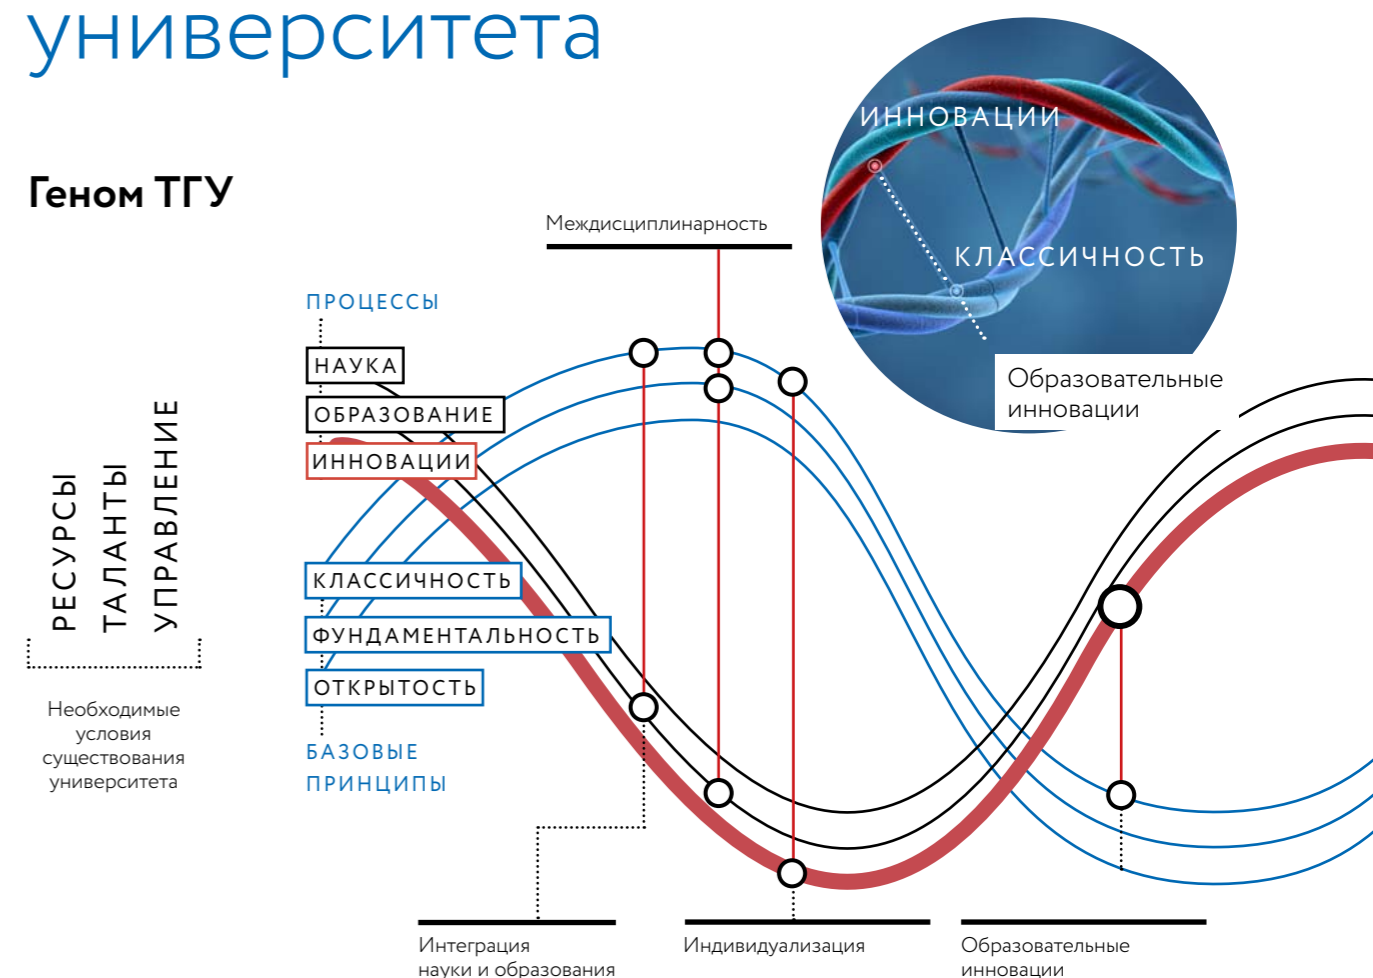 университета
Геном ТГУ
ИННОВАЦИИ
КЛАССИЧНОСТЬ
Образовательные
инновации
Междисциплинарность
ПРОЦЕССЫ
НАУКА
ОБРАЗОВАНИЕ
ИННОВАЦИИ
КЛАССИЧНОСТЬ
ФУНДАМЕНТАЛЬНОСТЬ
ОТКРЫТОСТЬ
БАЗОВЫЕ
ПРИНЦИПЫ
РЕСУРСЫ
ТАЛАНТЫ
УПРАВЛЕНИЕ
Необходимые
условия
существования
университета
Интеграция
науки и образования
Индивидуализация
Образовательные
инновации